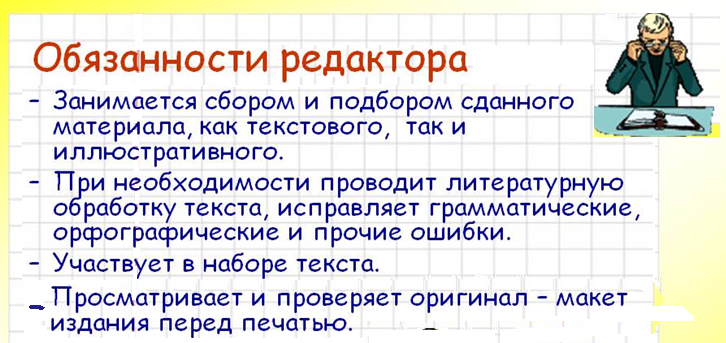 Обязанности редактора
- Занимается сбором и подбором сданного
материала, как текстового, так и
иллюстративного.
- При необходимости проводит литературную
обработку текста, исправляет грамматические,
орфографические и прочие ошибки.
- Участвует в наборе текста.
- Просматривает и проверяет оригинал - макет
издания перед печатью.